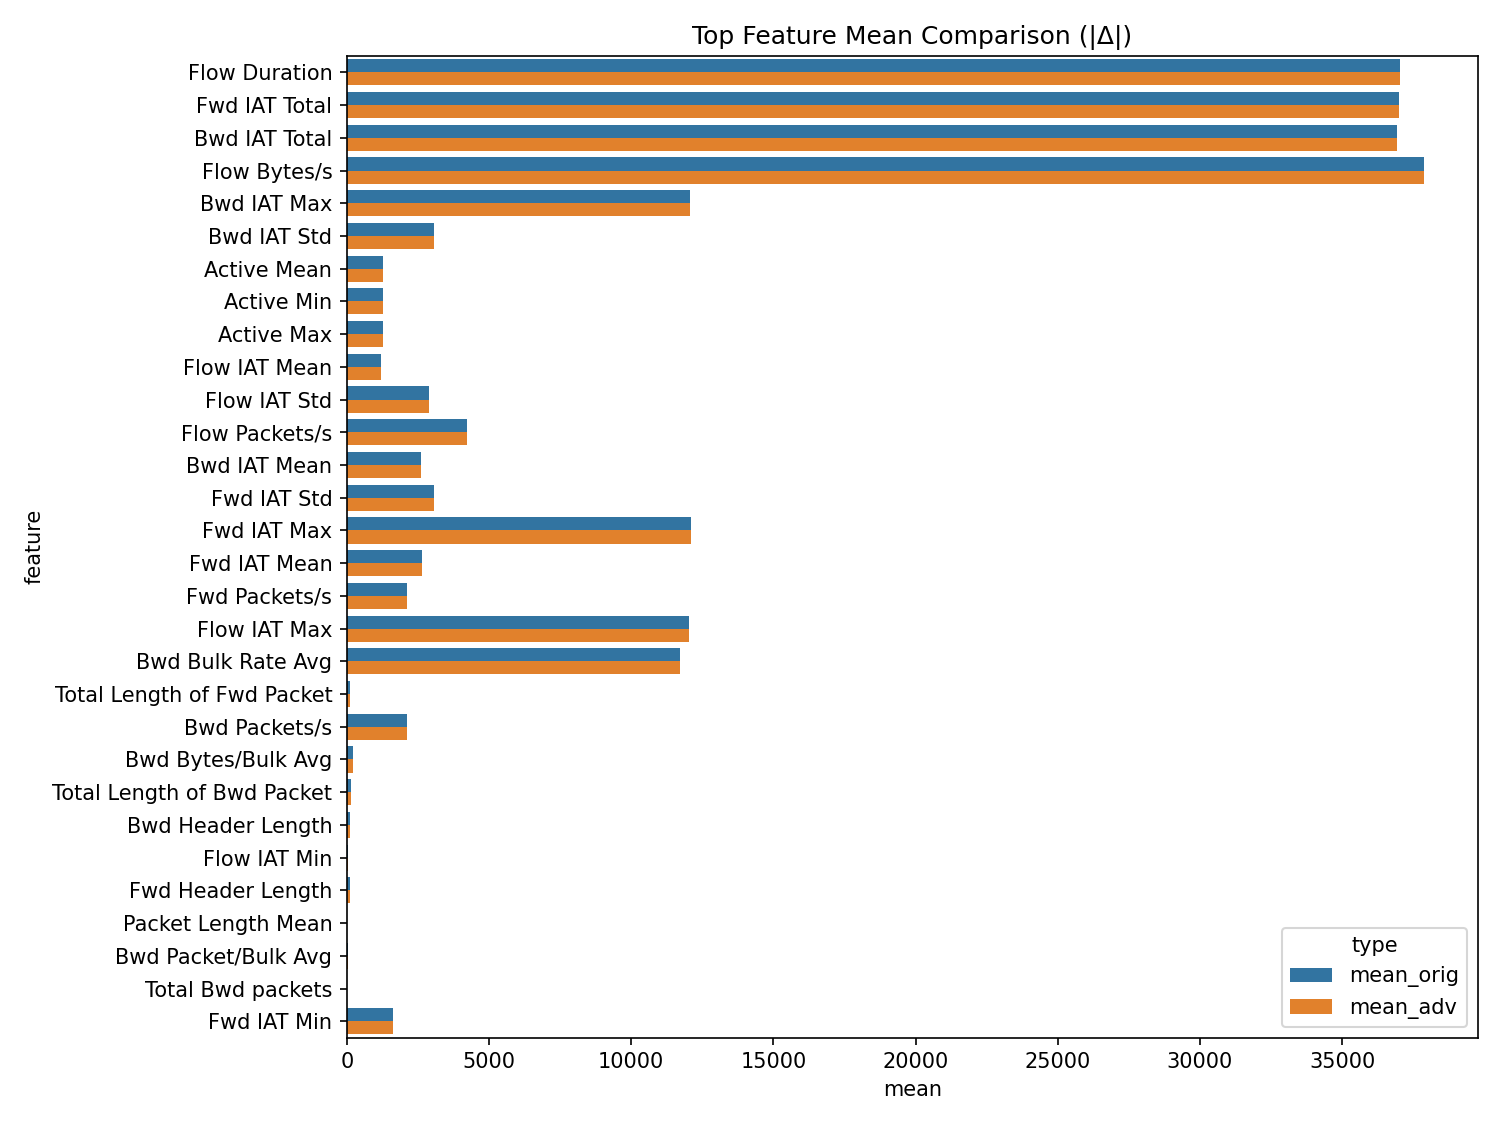 Top Feature Mean Comparison (|Δ|)
feature
Flow Duration
Fwd IAT Total
Bwd IAT Total
Flow Bytes/s
Bwd IAT Max
Bwd IAT Std
Active Mean
Active Min
Active Max
Flow IAT Mean
Flow IAT Std
Flow Packets/s
Bwd IAT Mean
Fwd IAT Std
Fwd IAT Max
Fwd IAT Mean
Fwd Packets/s
Flow IAT Max
Bwd Bulk Rate Avg
Total Length of Fwd Packet
Bwd Packets/s
Bwd Bytes/Bulk Avg
Total Length of Bwd Packet
Bwd Header Length
Flow IAT Min
Fwd Header Length
Packet Length Mean
Bwd Packet/Bulk Avg
Total Bwd packets
Fwd IAT Min
type
mean_orig
mean_adv
0 5000 10000 15000 20000 25000 30000 35000
mean